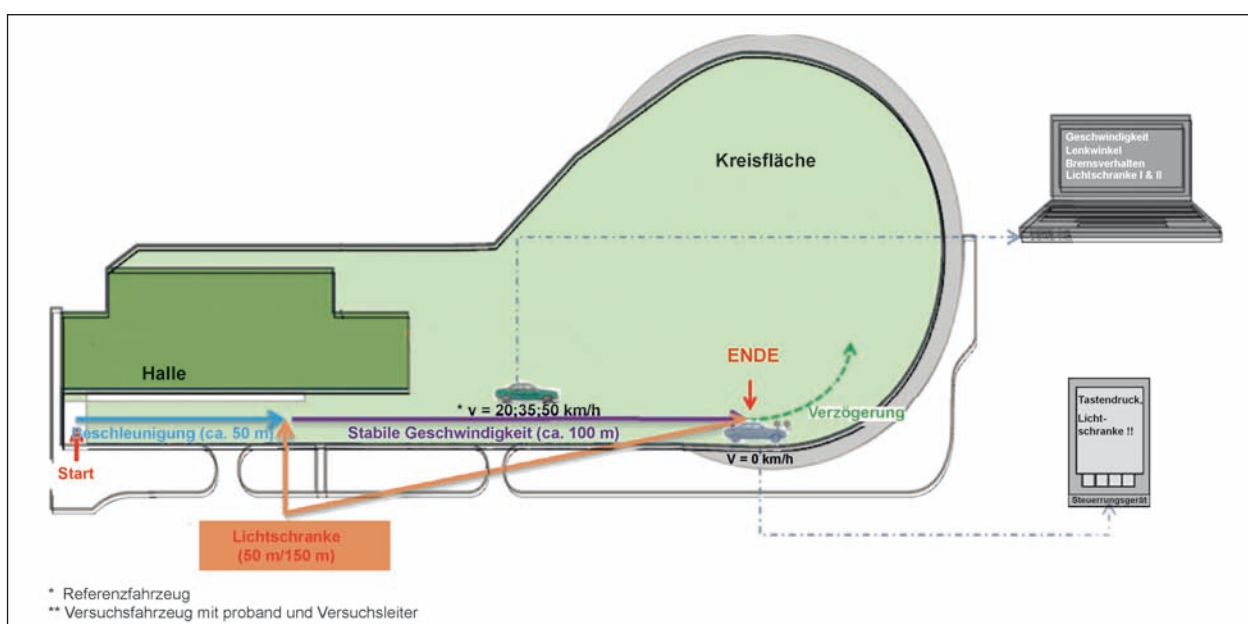 Kreisfläche
Geschwindigkeit
Lenkwinkel
Bremsverhalten
Lichtschranke I & II
Halle
ENDE
* v = 20;35;50 km/h
Verzögerung
Beschleunigung (ca. 50 m)
Stabile Geschwindigkeit (ca. 100 m)
**
V = 0 km/h
Start
Tastendruck,
Licht-
schranke !!
Steuerrungsgerät
Lichtschranke
(50 m/150 m)
* Referenzfahrzeug
** Versuchsfahrzeug mit proband und Versuchsleiter